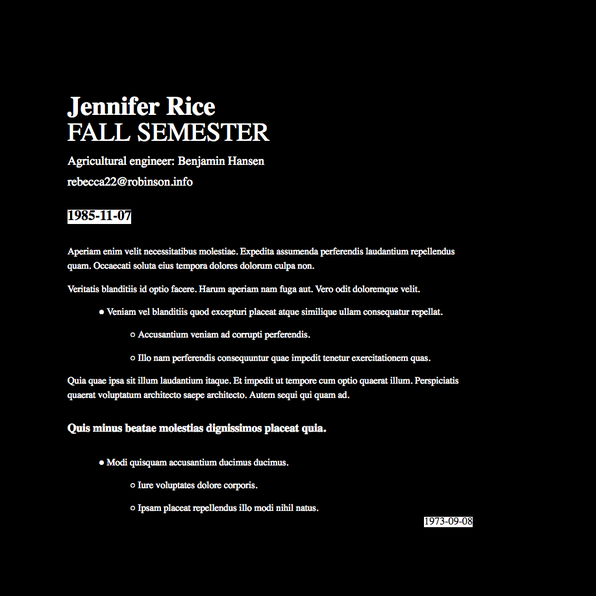 Jennifer Rice
FALL SEMESTER
Agricultural engineer: Benjamin Hansen
rebecca22@robinson.info
1985-11-07
Aperiam enim velit necessitatibus molestiae. Expedita assumenda perferendis laudantium repellendus
quam. Occaecati soluta eius tempora dolores dolorum culpa non.
Veritatis blanditiis id optio facere. Harum aperiam nam fuga aut. Vero odit doloremque velit.
Veniam vel blanditiis quod excepturi placeat atque similique ullam consequatur repellat.
Accusantium veniam ad corrupti perferendis.
Illo nam perferendis consequuntur quae impedit tenetur exercitationem quas.
Quia quae ipsa sit illum laudantium itaque. Et impedit ut tempore cum optio quaerat illum. Perspiciatis
quaerat voluptatum architecto saepe architecto. Autem sequi qui quam ad.
Quis minus beatae molestias dignissimos placeat quia.
Modi quisquam accusantium ducimus ducimus.
Iure voluptates dolore corporis.
Ipsam placeat repellendus illo modi nihil natus.
1973-09-08